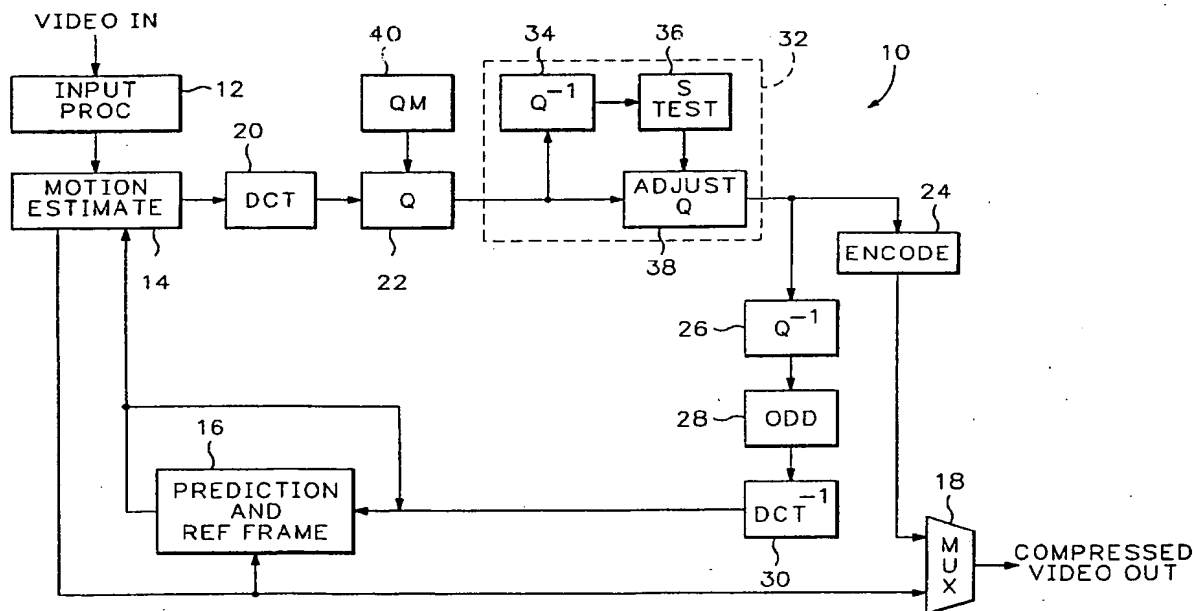 VIDEO IN
INPUT
PROC
12
40
QM
34
Q⁻¹
36
S
TEST
32
10
MOTION
ESTIMATE
14
20
DCT
Q
22
ADJUST
Q
38
24
ENCODE
26
Q⁻¹
28
ODD
16
PREDICTION
AND
REF FRAME
DCT⁻¹
30
18
MUX
COMPRESSED
VIDEO OUT